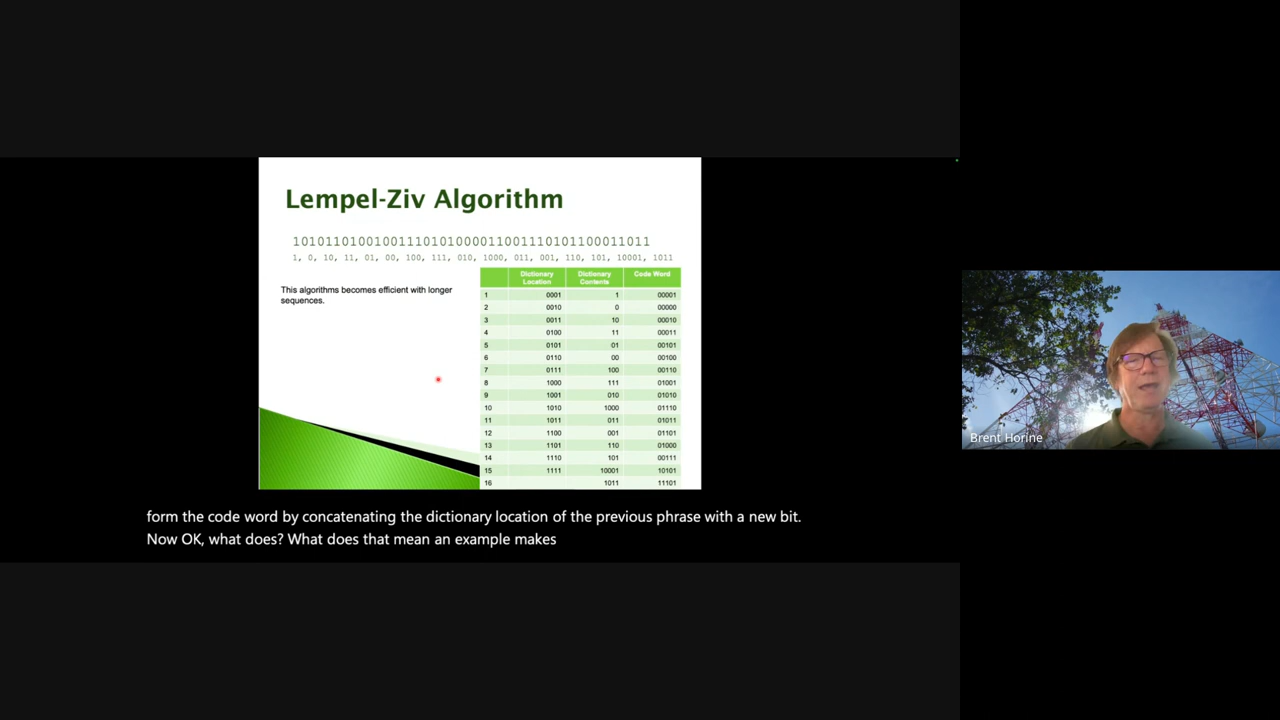 Lempel-Ziv Algorithm
10101101001001110101000011001110101100011011
1, 0, 10, 11, 01, 00, 100, 111, 010, 1000, 011, 001, 110, 101, 10001, 1011
This algorithms becomes efficient with longer
sequences.
Dictionary Location Dictionary Contents Code Word
1 0001 1 00001
2 0010 0 00000
3 0011 10 00010
4 0100 11 00011
5 0101 01 00101
6 0110 00 00100
7 0111 100 00110
8 1000 111 01001
9 1001 010 01010
10 1010 1000 01110
11 1011 011 01011
12 1100 001 01101
13 1101 110 01000
14 1110 101 00111
15 1111 10001 10101
16 1011 11101
Brent Horine
form the code word by concatenating the dictionary location of the previous phrase with a new bit.
Now OK, what does? What does that mean an example makes